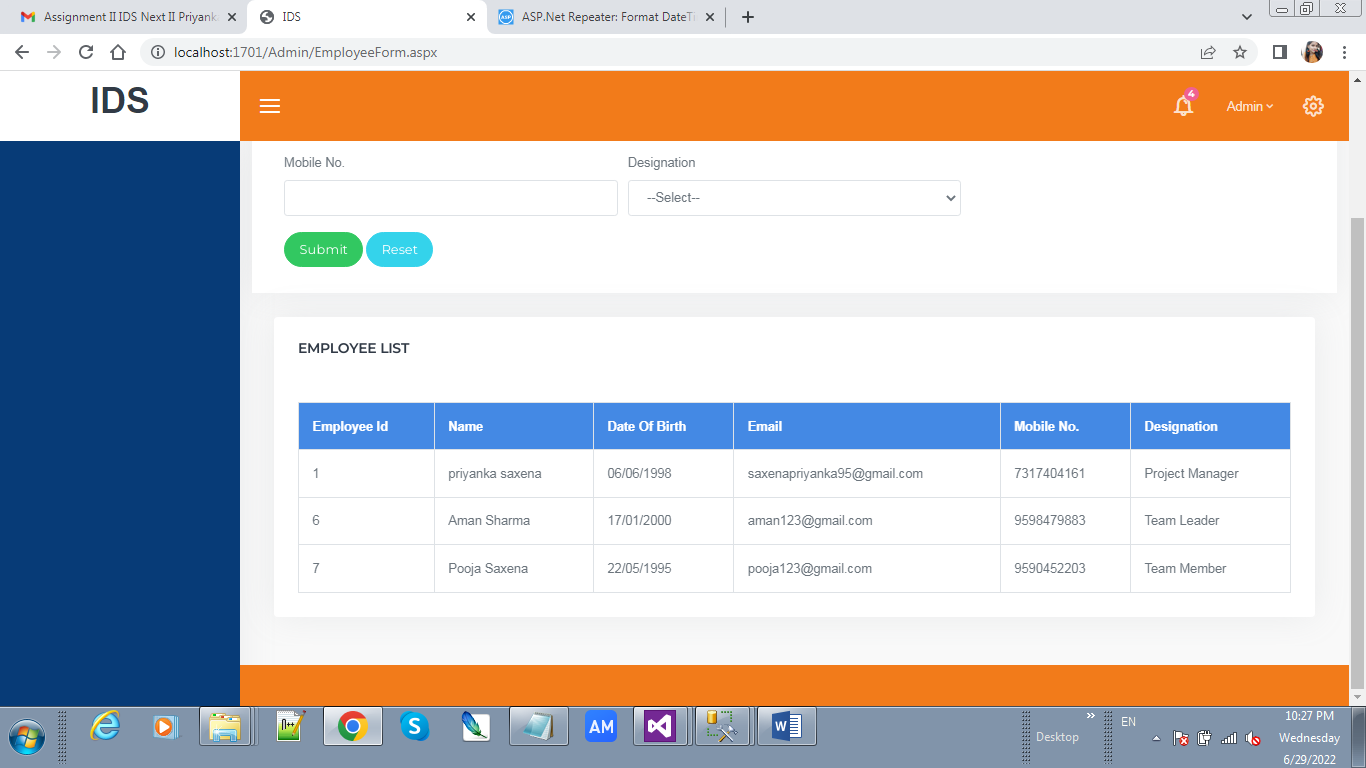 Assignment II IDS Next II Priyank
IDS
ASP.Net Repeater: Format DateTi
localhost:1701/Admin/EmployeeForm.aspx
IDS
4
Admin
Mobile No.
Designation
--Select--
Submit
Reset
EMPLOYEE LIST
Employee Id Name Date Of Birth Email Mobile No. Designation
1 priyanka saxena 06/06/1998 saxenapriyanka95@gmail.com 7317404161 Project Manager
6 Aman Sharma 17/01/2000 aman123@gmail.com 9598479883 Team Leader
7 Pooja Saxena 22/05/1995 pooja123@gmail.com 9590452203 Team Member
AM
Desktop
EN
10:27 PM
Wednesday
6/29/2022